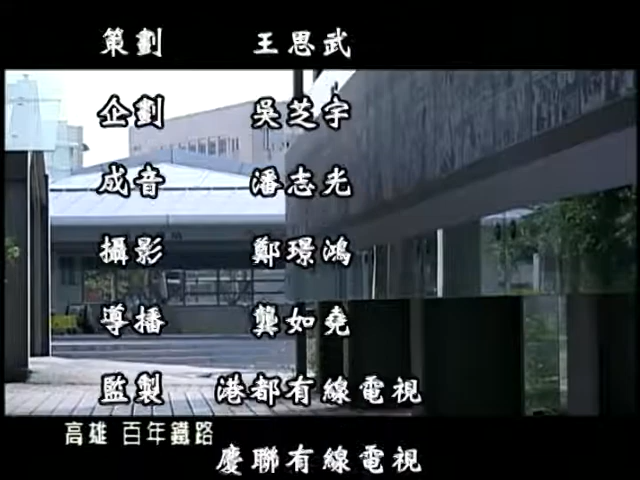 策劃 王思武
企劃 吳芝宇
成音 潘志光
攝影 鄭璟鴻
導播 龔如堯
監製 港都有線電視
高雄 百年鐵路
慶聯有線電視